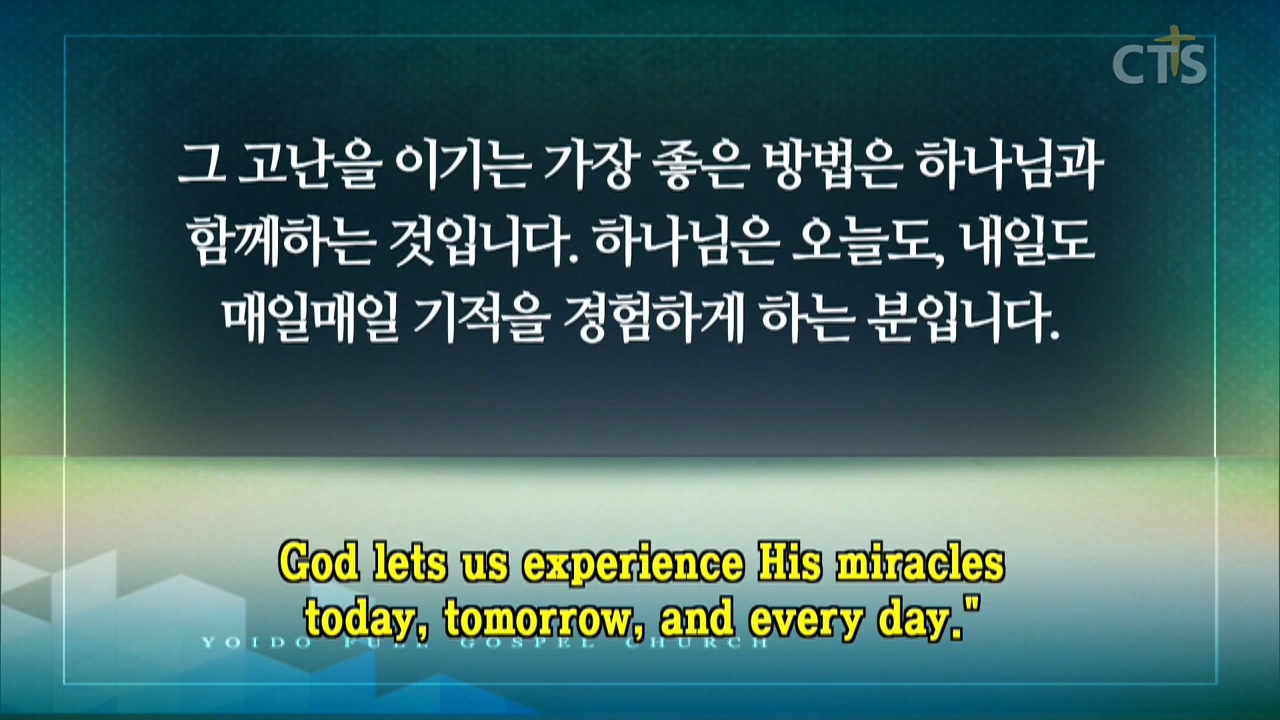 CTS
그 고난을 이기는 가장 좋은 방법은 하나님과
함께하는 것입니다. 하나님은 오늘도, 내일도
매일매일 기적을 경험하게 하는 분입니다.
God lets us experience His miracles
today, tomorrow, and every day."
YOIDO FULL GOSPEL CHURCH